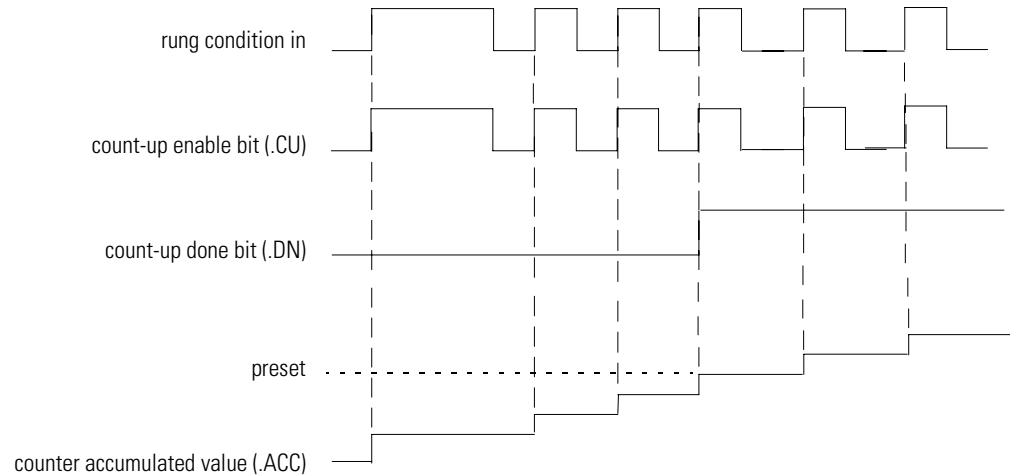 rung condition in
count-up enable bit (.CU)
count-up done bit (.DN)
preset
counter accumulated value (.ACC)